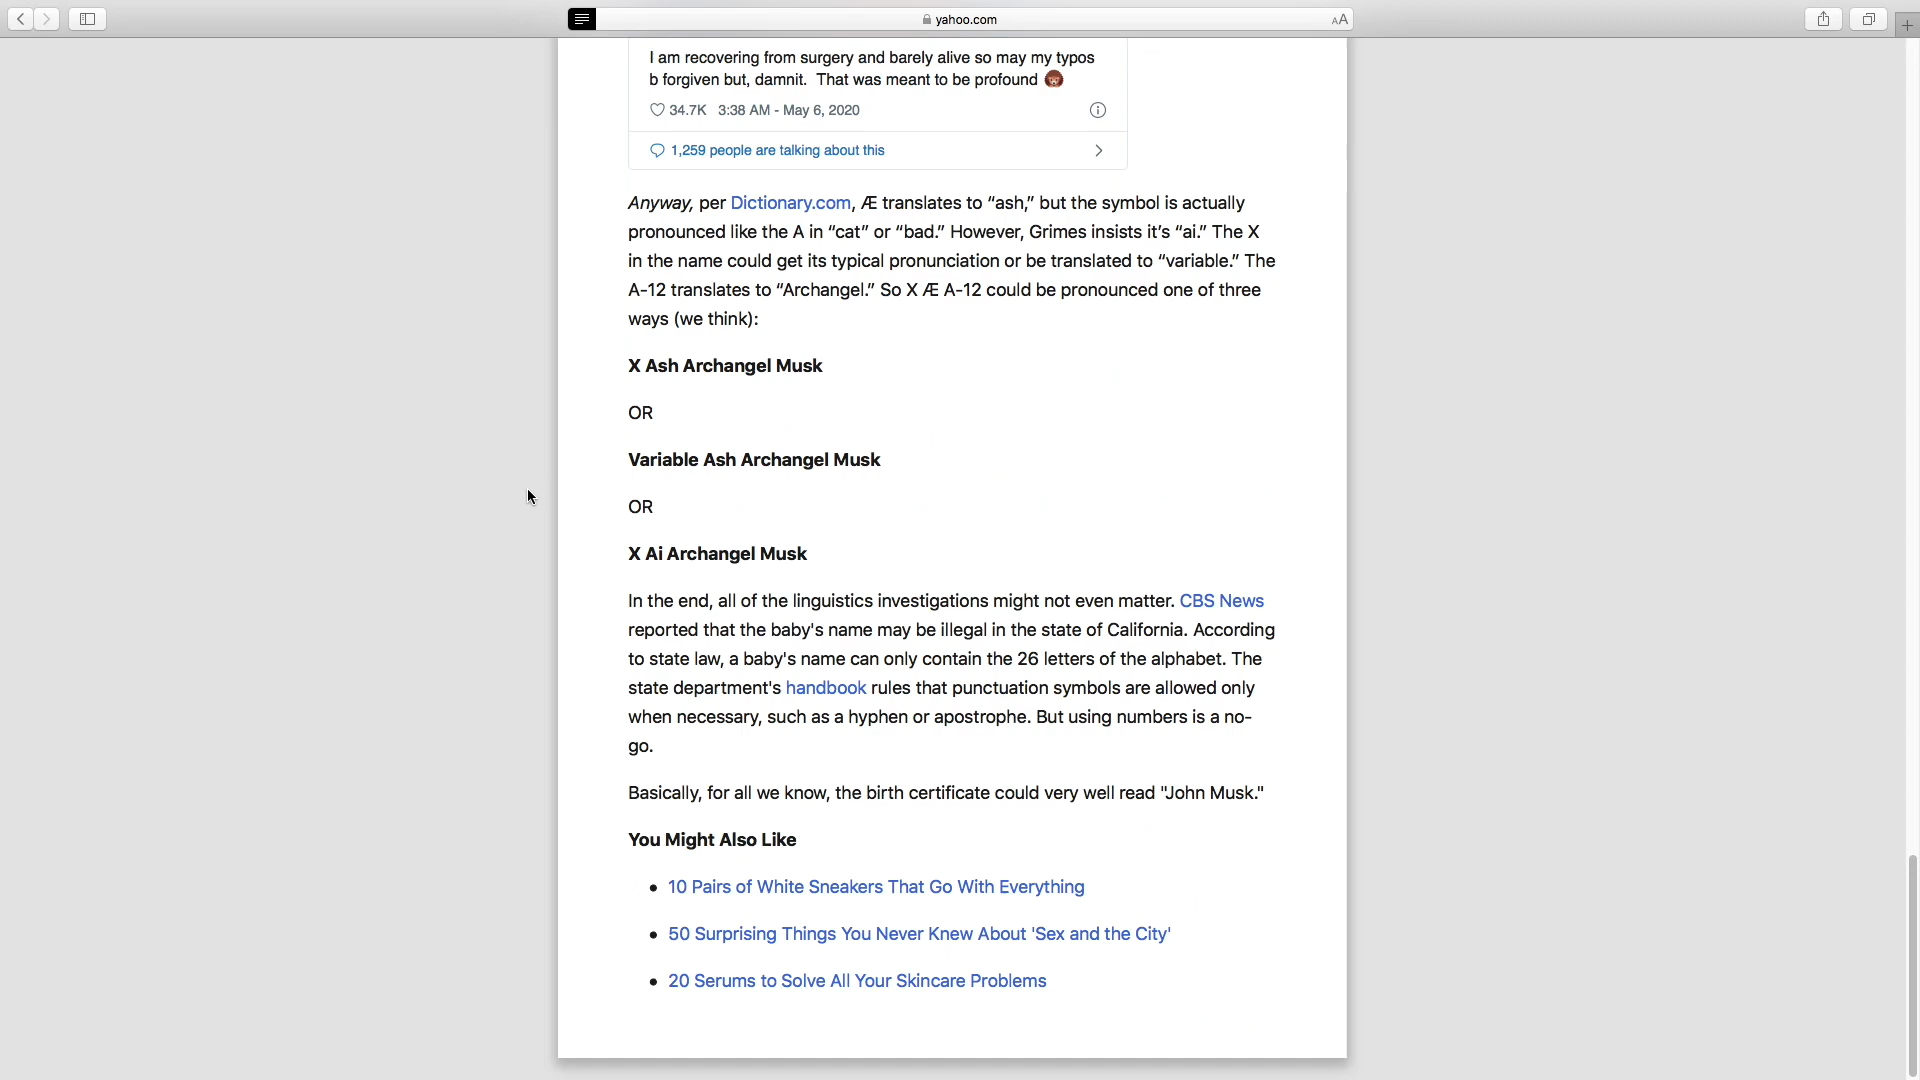 yahoo.com
AA
I am recovering from surgery and barely alive so may my typos
b forgiven but, damnit.  That was meant to be profound
34.7K 3:38 AM - May 6, 2020
1,259 people are talking about this
Anyway, per Dictionary.com, Æ translates to “ash,” but the symbol is actually
pronounced like the A in “cat” or “bad.” However, Grimes insists it’s “ai.” The X
in the name could get its typical pronunciation or be translated to “variable.” The
A-12 translates to “Archangel.” So X Æ A-12 could be pronounced one of three
ways (we think):
X Ash Archangel Musk
OR
Variable Ash Archangel Musk
OR
X Ai Archangel Musk
In the end, all of the linguistics investigations might not even matter. CBS News
reported that the baby's name may be illegal in the state of California. According
to state law, a baby's name can only contain the 26 letters of the alphabet. The
state department's handbook rules that punctuation symbols are allowed only
when necessary, such as a hyphen or apostrophe. But using numbers is a no-
go.
Basically, for all we know, the birth certificate could very well read "John Musk."
You Might Also Like
• 10 Pairs of White Sneakers That Go With Everything
• 50 Surprising Things You Never Knew About 'Sex and the City'
• 20 Serums to Solve All Your Skincare Problems